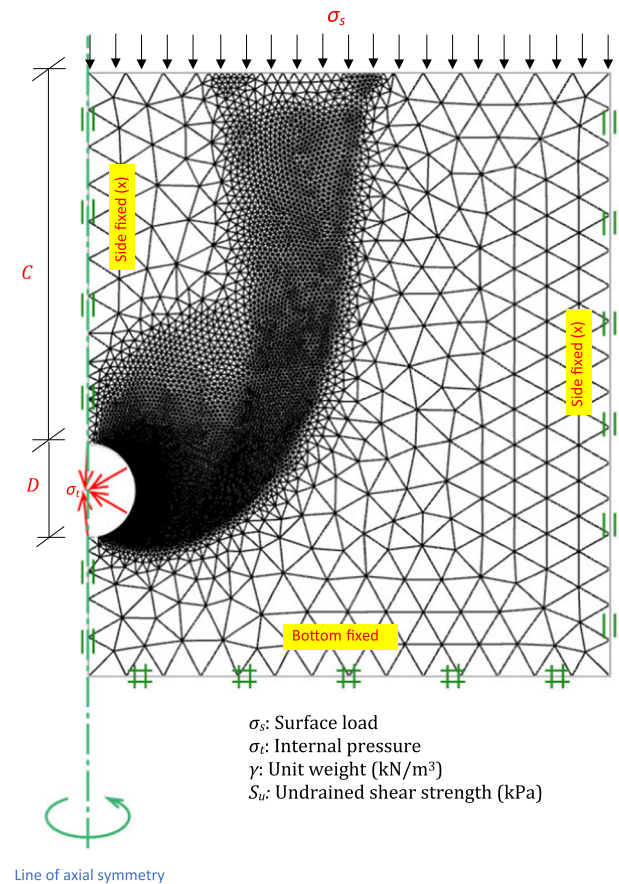 σs
Side fixed (x)
C
Side fixed (x)
D
σt
Bottom fixed
σs: Surface load
σt: Internal pressure
γ: Unit weight (kN/m³)
Su: Undrained shear strength (kPa)
Line of axial symmetry